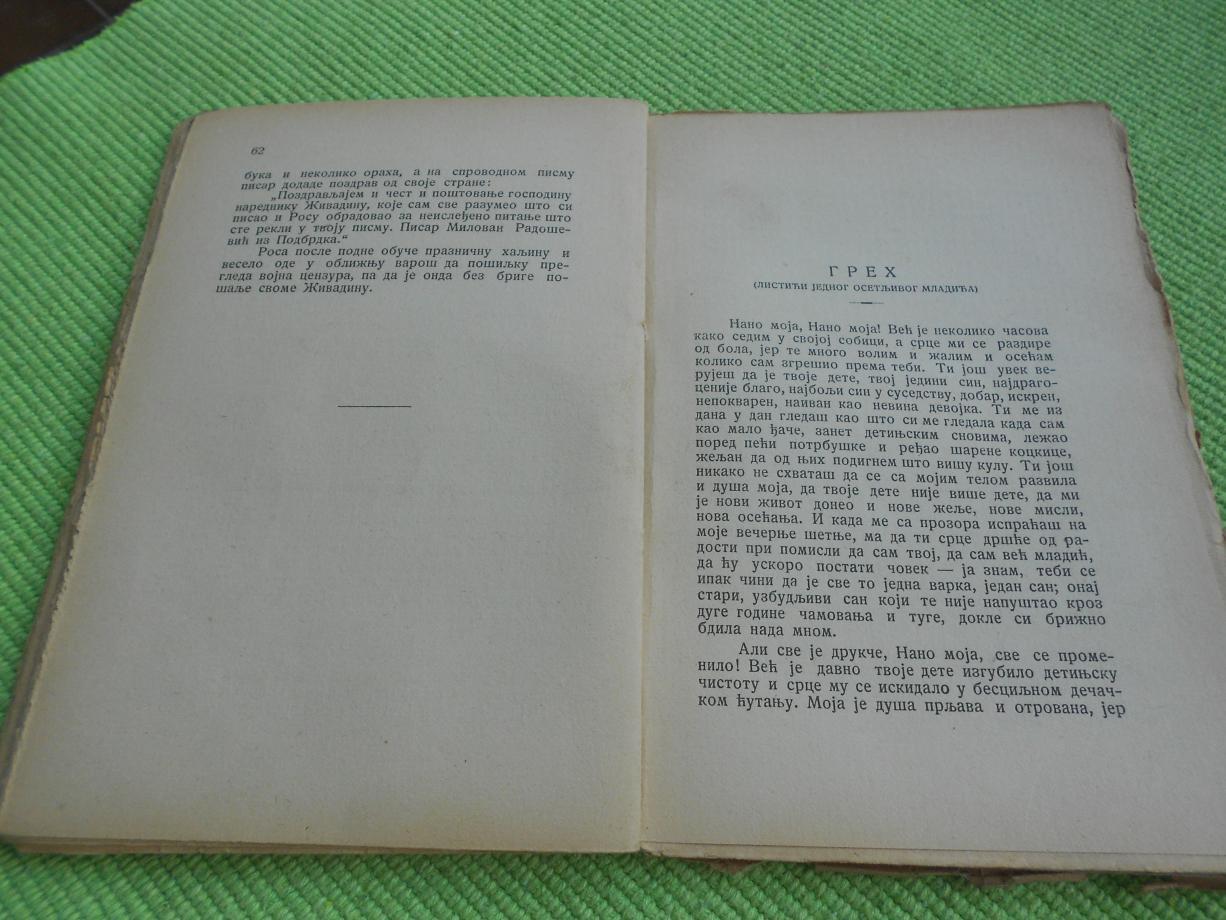 62
бука и неколико ораха, а на спроводном писму
писар додаде поздрав од своје стране:
„Поздрављајем и чест и поштовање господину
нареднику Живадину, које сам све разумео што си
писао и Росу обрадовао за неислеђено питање што
сте рекли у твоју писму. Писар Милован Радоше-
вић из Подбрдка.“
Роса после подне обуче празничну хаљину и
весело оде у оближњу варош да пошиљку пре-
гледа војна цензура, па да је онда без бриге по-
шаље своме Живадину.
ГРЕХ
(ЛИСТИЋИ ЈЕДНОГ ОСЕТЉИВОГ МЛАДИЋА)
Нано моја, Нано моја! Већ је неколико часова
како седим у својој собици, а срце ми се раздире
од бола, јер те много волим и жалим и осећам
колико сам згрешио према теби. Ти још увек ве-
рујеш да је твоје дете, твој једини син, најдраго-
ценије благо, најбољи син у суседству, добар, искрен,
непокварен, наиван као невина девојка. Ти ме из
дана у дан гледаш као што си ме гледала када сам
као мало ђаче, занет детињским сновима, лежао
поред пећи потрбушке и ређао шарене коцкице,
жељан да од њих подигнем што вишу кулу. Ти још
никако не схваташ да се са мојим телом развила
и душа моја, да твоје дете није више дете, да ми
је нови живот донео и нове жеље, нове мисли,
нова осећања. И када ме са прозора испраћаш на
моје вечерње шетње, ма да ти срце дршће од ра-
дости при помисли да сам твој, да сам већ младић,
да ћу ускоро постати човек — ја знам, теби се
ипак чини да је све то једна варка, један сан; онај
стари, узбудљиви сан који те није напуштао кроз
дуге године чамовања и туге, докле си брижно
бдила нада мном.
Али све је друкче, Нано моја, све се проме-
нило! Већ је давно твоје дете изгубило детињску
чистоту и срце му се искидало у бесциљном дечач-
ком ћутању. Моја је душа прљава и отрована, јер